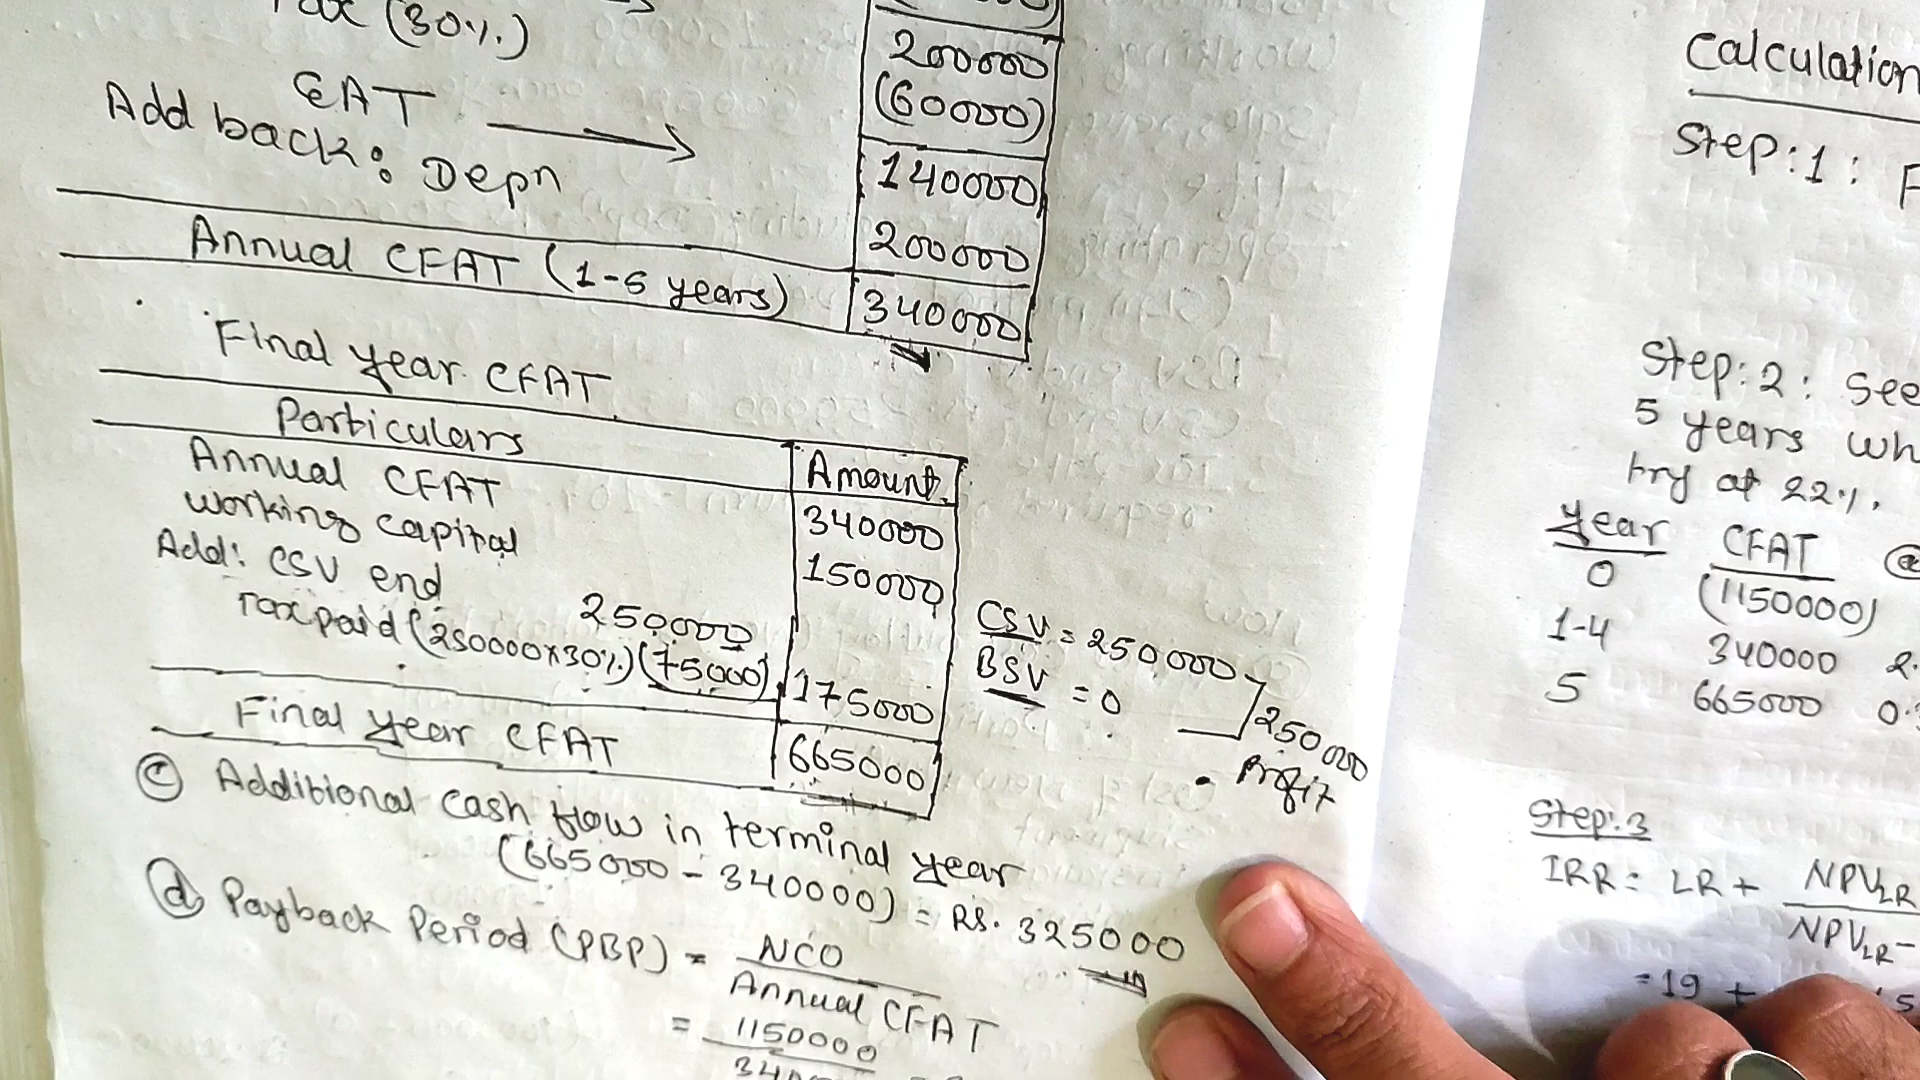 Tax (30%)
200000
(60000)
EAT
140000
Add back: Depn
200000
Annual CFAT (1-5 years)
340000
Final year CFAT
Particulars
Amount
Annual CFAT
340000
working capital
150000
Add: CSV end
250000
Tax paid (250000x30%) (75000)
175000
Final year CFAT
665000
CSV = 250,000
BSV = 0
250000
Profit
(c) Additional cash flow in terminal year
(665000 - 340000) = RS. 325000
(d) Payback Period (PBP) = NCO
Annual CFAT
= 1150000
Calculation
Step:1:
Step:2: See
5 years
try at 22%.
year CFAT
0 (1150000)
1-4 340000
5 665000
Step:3
IRR = LR + NPVLR
NPVLR -
= 19 +